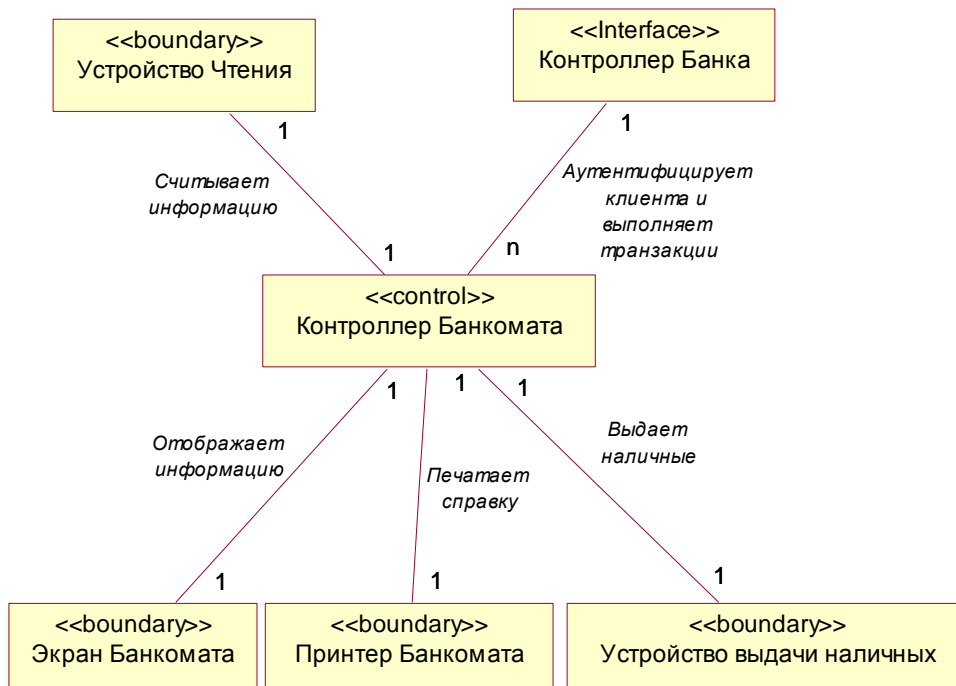 <<boundary>>
Устройство Чтения
<<Interface>>
Контроллер Банка
1
1
Считывает
информацию
Аутентифицирует
клиента и
выполняет
транзакции
1
n
<<control>>
Контроллер Банкомата
1
1
1
Отображает
информацию
Печатает
справку
Выдает
наличные
1
1
1
<<boundary>>
Экран Банкомата
<<boundary>>
Принтер Банкомата
<<boundary>>
Устройство выдачи наличных